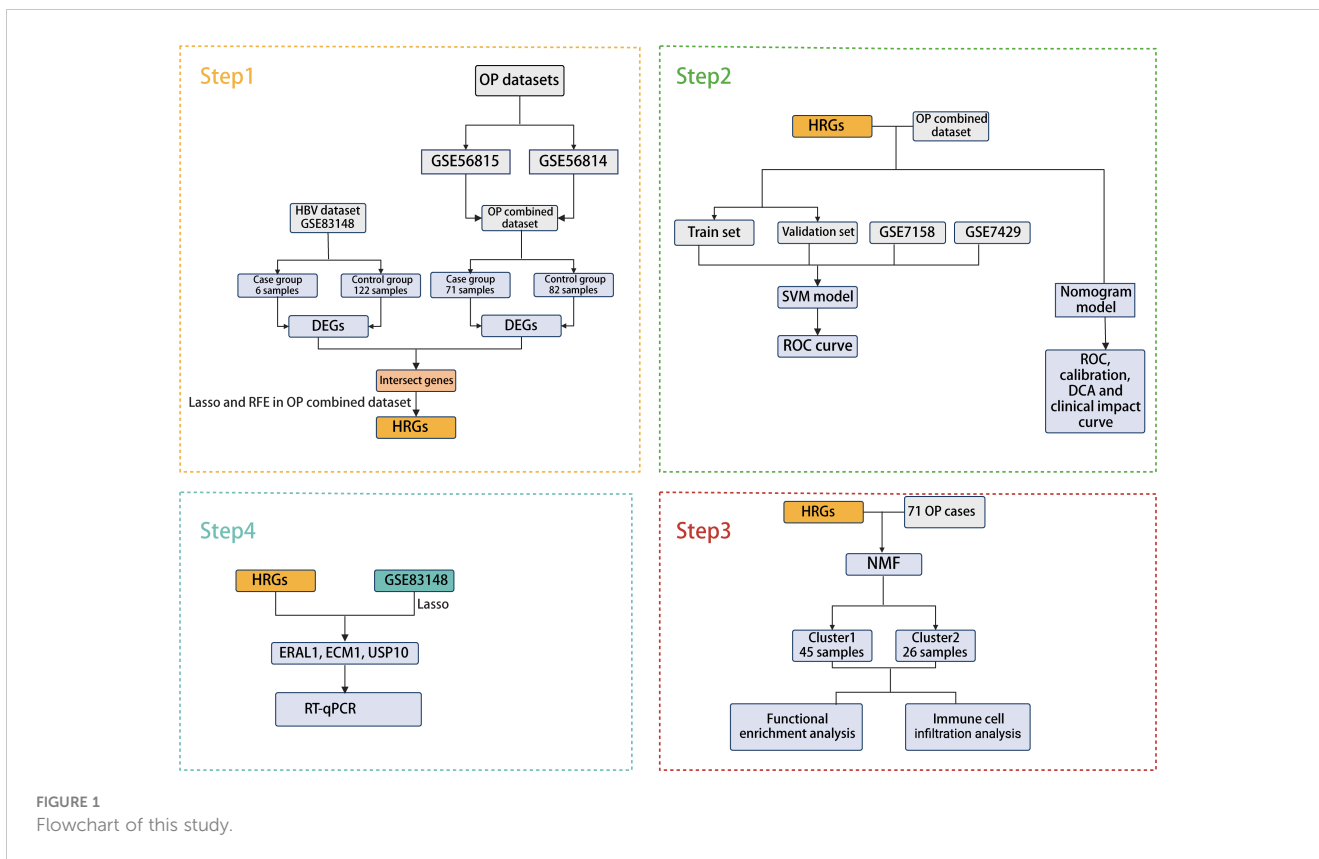 Step1
OP datasets
GSE56815
GSE56814
HBV dataset
GSE83148
OP combined
dataset
Case group
6 samples
Control group
122 samples
Case group
71 samples
Control group
82 samples
DEGs
DEGs
Intersect genes
Lasso and RFE in OP combined dataset
HRGs
Step2
HRGs
OP combined
dataset
Train set
Validation set
GSE7158
GSE7429
SVM model
ROC curve
Nomogram
model
ROC,
calibration,
DCA and
clinical impact
curve
Step4
HRGs
GSE83148
Lasso
ERAL1, ECM1, USP10
RT-qPCR
Step3
HRGs
71 OP cases
NMF
Cluster1
45 samples
Cluster2
26 samples
Functional
enrichment analysis
Immune cell
infiltration analysis
FIGURE 1
Flowchart of this study.